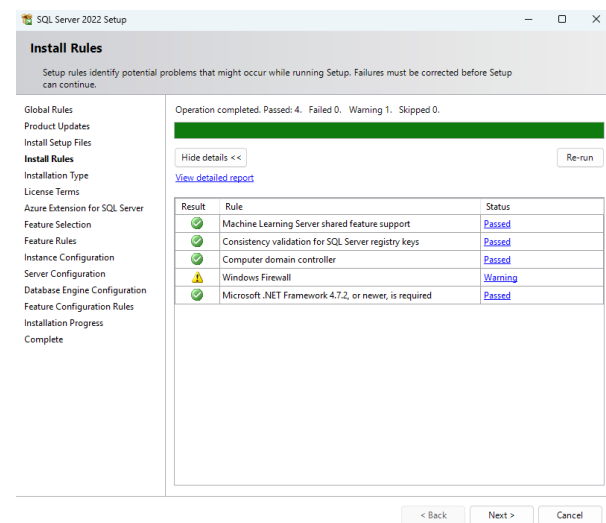 SQL Server 2022 Setup
Install Rules
Setup rules identify potential problems that might occur while running Setup. Failures must be corrected before Setup
can continue.
Global Rules
Product Updates
Install Setup Files
Install Rules
Installation Type
License Terms
Azure Extension for SQL Server
Feature Selection
Feature Rules
Instance Configuration
Server Configuration
Database Engine Configuration
Feature Configuration Rules
Installation Progress
Complete
Operation completed. Passed: 4. Failed 0. Warning 1. Skipped 0.
Hide details << Re-run
View detailed report
Result Rule Status
Machine Learning Server shared feature support Passed
Consistency validation for SQL Server registry keys Passed
Computer domain controller Passed
Windows Firewall Warning
Microsoft .NET Framework 4.7.2, or newer, is required Passed
< Back Next > Cancel